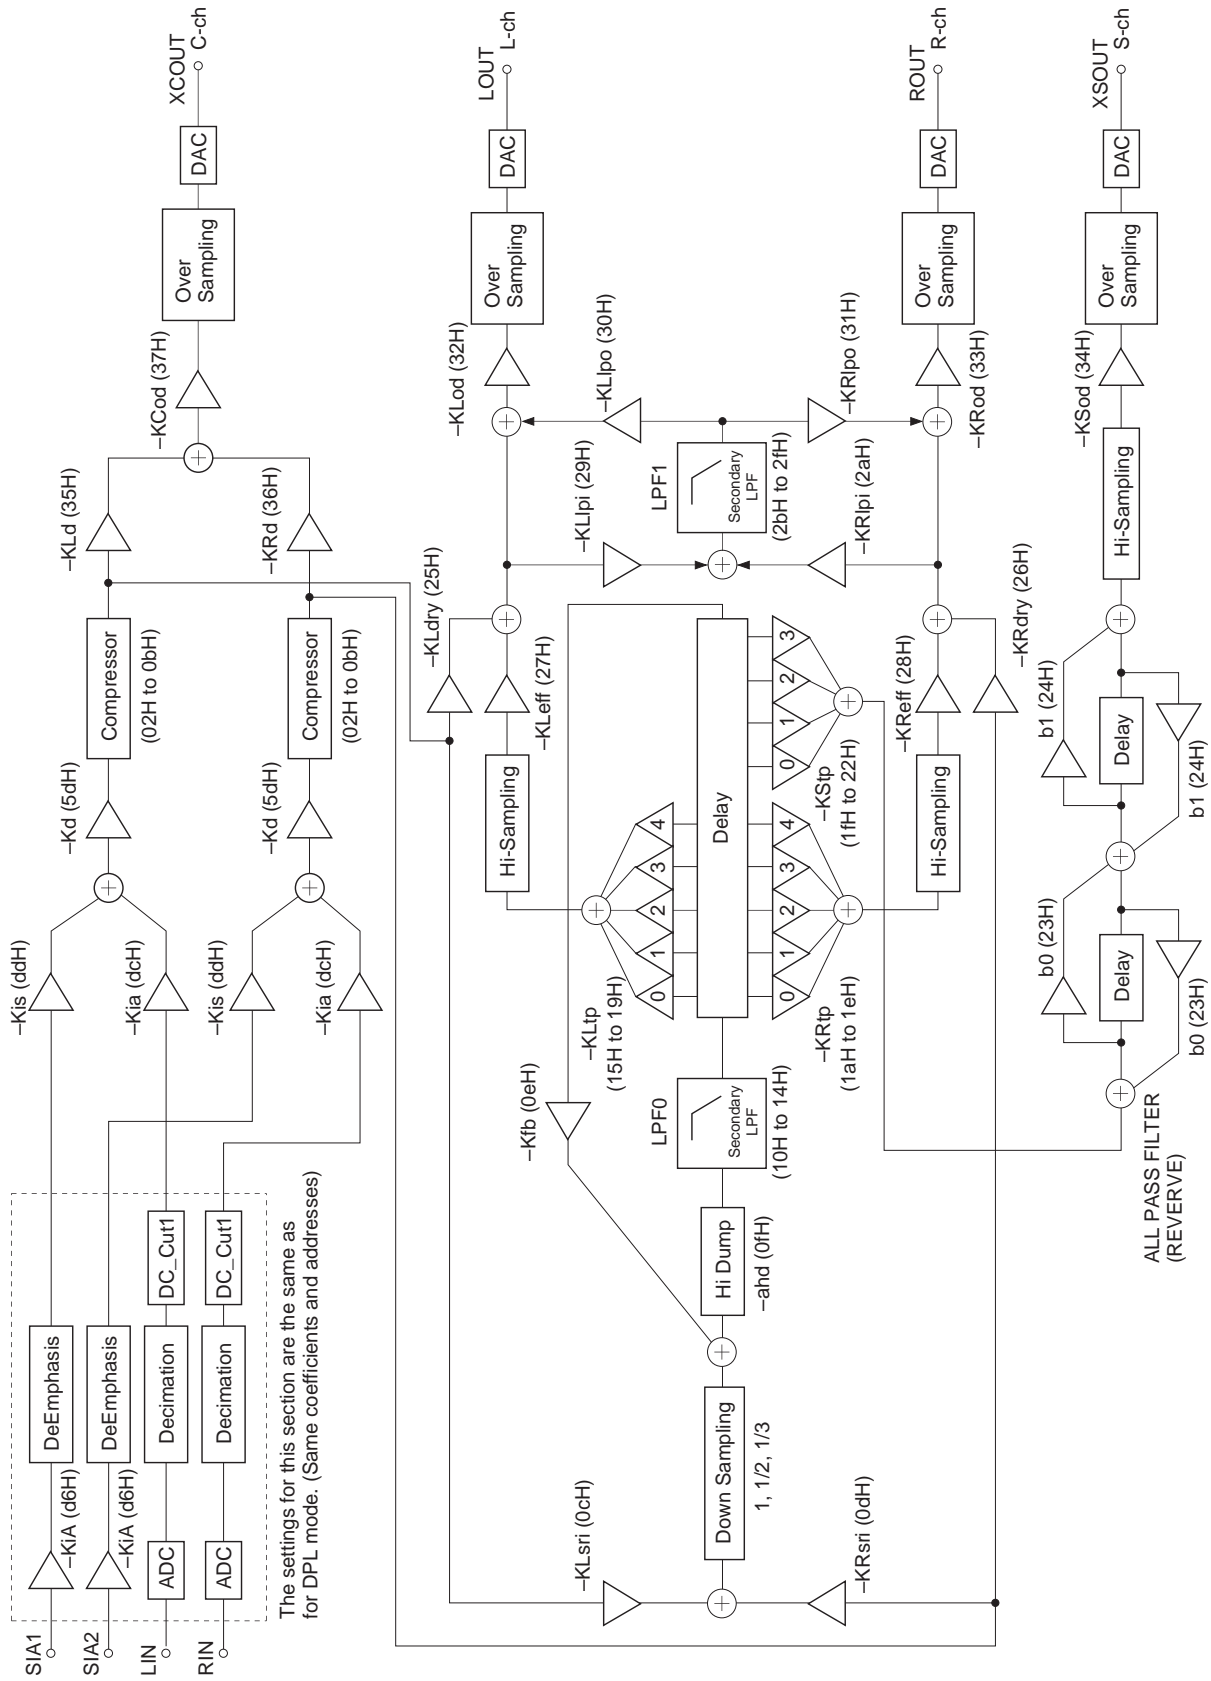 SIA1
SIA2
LIN
RIN
–KiA (d6H)
–KiA (d6H)
ADC
ADC
DeEmphasis
DeEmphasis
Decimation
Decimation
DC_Cut1
DC_Cut1
The settings for this section are the same as
for DPL mode. (Same coefficients and addresses)
–Kis (ddH)
–Kia (dcH)
–Kis (ddH)
–Kia (dcH)
–Kd (5dH)
–Kd (5dH)
Compressor
(02H to 0bH)
Compressor
(02H to 0bH)
–KLd (35H)
–KRd (36H)
–KCod (37H)
Over
Sampling
DAC
XCOUT
C-ch
–KLsri (0cH)
–KRsri (0dH)
Down Sampling
1, 1/2, 1/3
Hi Dump
–ahd (0fH)
–Kfb (0eH)
LPF0
Secondary
LPF
(10H to 14H)
–KLtp
(15H to 19H)
0
1
2
3
4
Delay
0
1
2
3
4
–KRtp
(1aH to 1eH)
0
1
2
3
–KStp
(1fH to 22H)
Hi-Sampling
Hi-Sampling
–KLdry (25H)
–KLeff (27H)
–KReff (28H)
–KRdry (26H)
–KLlpi (29H)
–KRlpi (2aH)
LPF1
Secondary
LPF
(2bH to 2fH)
–KLlpo (30H)
–KRlpo (31H)
–KLod (32H)
–KRod (33H)
Over
Sampling
DAC
LOUT
L-ch
Over
Sampling
DAC
ROUT
R-ch
ALL PASS FILTER
(REVERVE)
b0 (23H)
Delay
b0 (23H)
b1 (24H)
Delay
b1 (24H)
Hi-Sampling
–KSod (34H)
Over
Sampling
DAC
XSOUT
S-ch